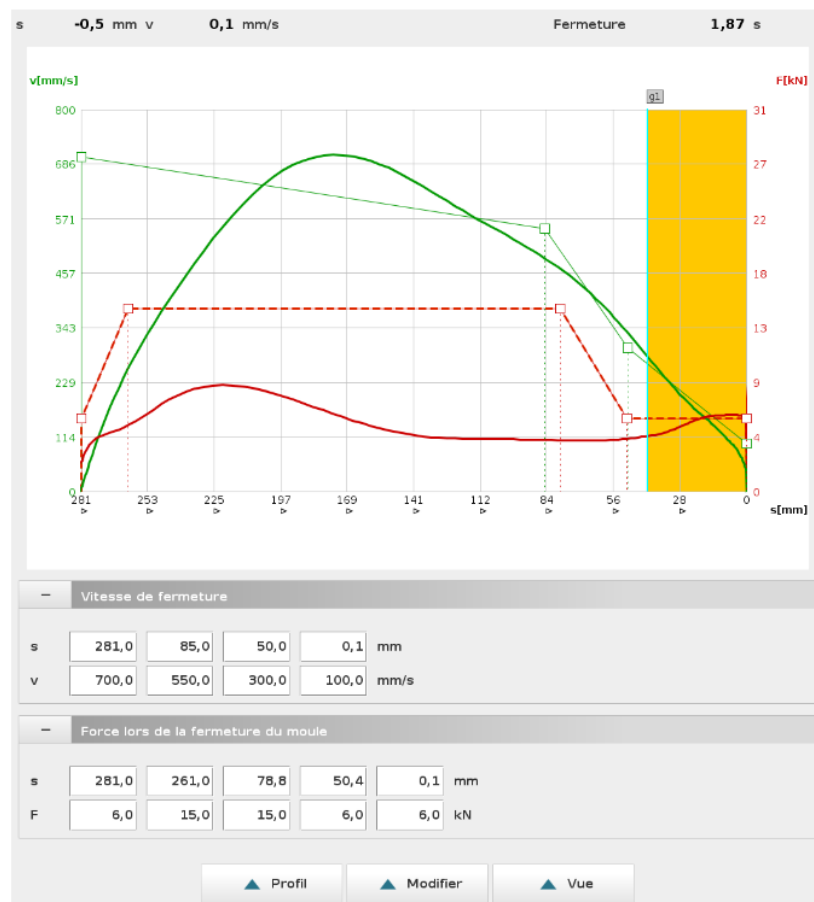 s -0,5 mm v 0,1 mm/s Fermeture 1,87 s
v[mm/s] F[kN]
g1
800 31
686 27
571 22
457 18
343 13
229 9
114 4
0 0
281 253 225 197 169 141 112 84 56 28 0
s[mm]
− Vitesse de fermeture
s 281,0 85,0 50,0 0,1 mm
v 700,0 550,0 300,0 100,0 mm/s
− Force lors de la fermeture du moule
s 281,0 261,0 78,8 50,4 0,1 mm
F 6,0 15,0 15,0 6,0 6,0 kN
Profil Modifier Vue